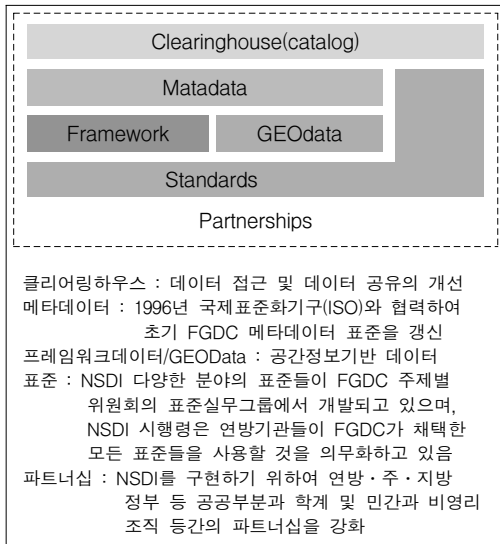 Clearinghouse(catalog)
Matadata
Framework
GEOdata
Standards
Partnerships
클리어링하우스 : 데이터 접근 및 데이터 공유의 개선
메타데이터 : 1996년 국제표준화기구(ISO)와 협력하여
초기 FGDC 메타데이터 표준을 갱신
프레임워크데이터/GEOData : 공간정보기반 데이터
표준 : NSDI 다양한 분야의 표준들이 FGDC 주제별
위원회의 표준실무그룹에서 개발되고 있으며,
NSDI 시행령은 연방기관들이 FGDC가 채택한
모든 표준들을 사용할 것을 의무화하고 있음
파트너십 : NSDI를 구현하기 위하여 연방·주·지방
정부 등 공공부분과 학계 및 민간과 비영리
조직 등간의 파트너십을 강화